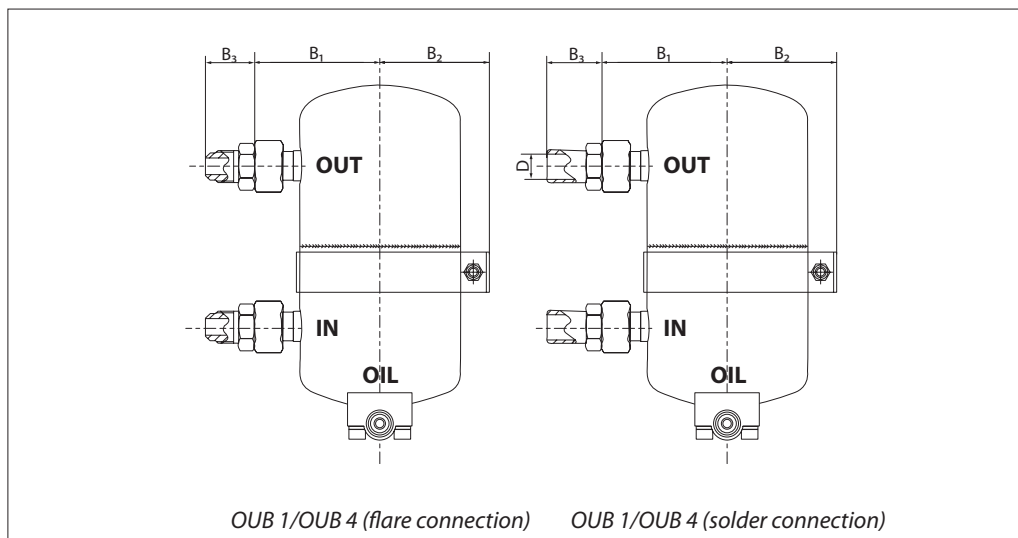 B₃ B₁ B₂ B₃ B₁ B₂
OUT D OUT
IN IN
OIL OIL
OUB 1/OUB 4 (flare connection) OUB 1/OUB 4 (solder connection)